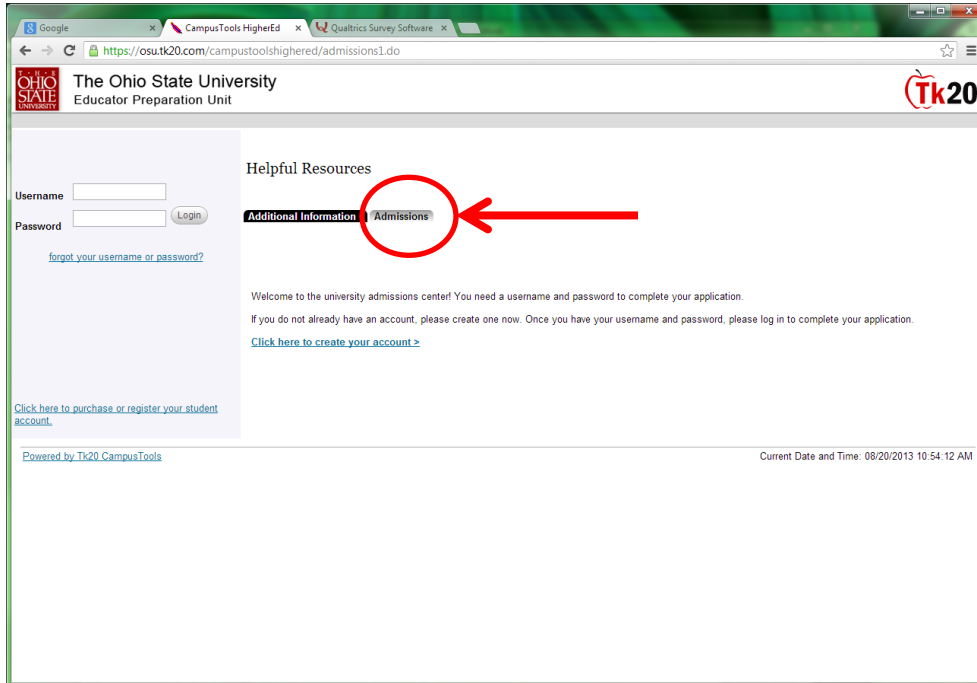 Google
CampusTools HigherEd
Qualtrics Survey Software
https://osu.tk20.com/campustoolshighered/admissions1.do
T · H · E
OHIO
STATE
UNIVERSITY
The Ohio State University
Educator Preparation Unit
Tk20
Helpful Resources
Username
Password
Login
forgot your username or password?
Additional Information
Admissions
Welcome to the university admissions center! You need a username and password to complete your application.
If you do not already have an account, please create one now. Once you have your username and password, please log in to complete your application.
Click here to create your account >
Click here to purchase or register your student
account.
Powered by Tk20 CampusTools
Current Date and Time: 08/20/2013 10:54:12 AM